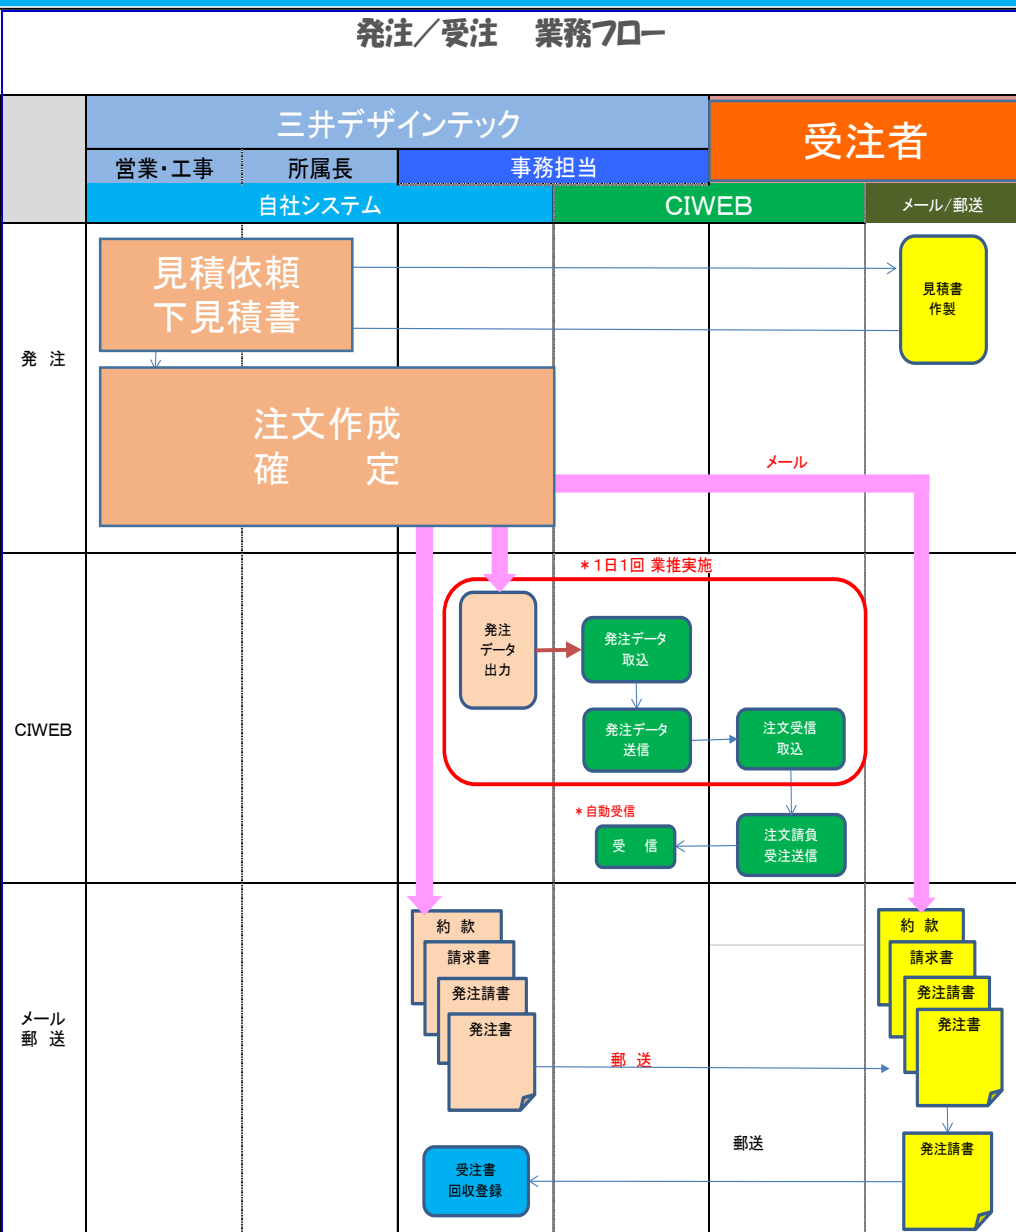 発注／受注　業務フロー
三井デザインテック
受注者
営業・工事
所属長
事務担当
自社システム
CIWEB
メール/郵送
発 注
見積依頼
下見積書
見積書
作製
注文作成
確　定
メール
CIWEB
＊1日1回 業推実施
発注
データ
出力
発注データ
取込
発注データ
送信
注文受信
取込
＊自動受信
受 信
注文請負
受注送信
メール
郵 送
約 款
請求書
発注請書
発注書
郵 送
約 款
請求書
発注請書
発注書
郵送
受注書
回収登録
発注請書